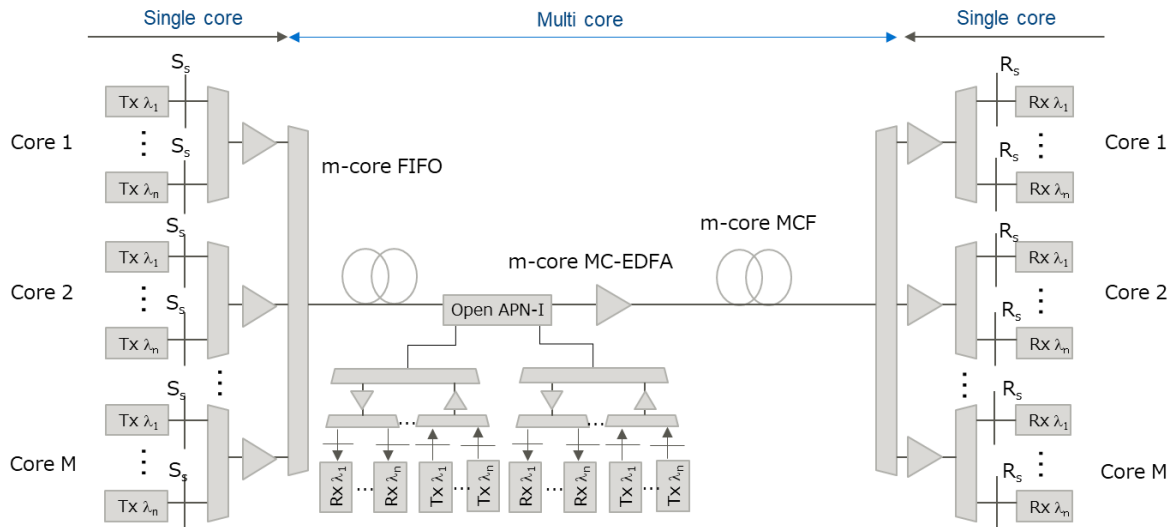 Single core
Multi core
Single core
Core 1
Tx λ1
Ss
⋮
Tx λn
Ss
Core 2
Tx λ1
Ss
⋮
Tx λn
Ss
⋮
Core M
Tx λ1
Ss
⋮
Tx λn
Ss
m-core FIFO
m-core MC-EDFA
m-core MCF
Open APN-I
... ...
Rx λ1 ... Rx λn Tx λ1 ... Tx λn Rx λ1 ... Rx λn Tx λ1 ... Tx λn
Rs
Rx λ1
⋮
Rs
Rx λn
Core 1
Rs
Rx λ1
⋮
Rs
Rx λn
Core 2
⋮
Rs
Rx λ1
⋮
Rs
Rx λn
Core M